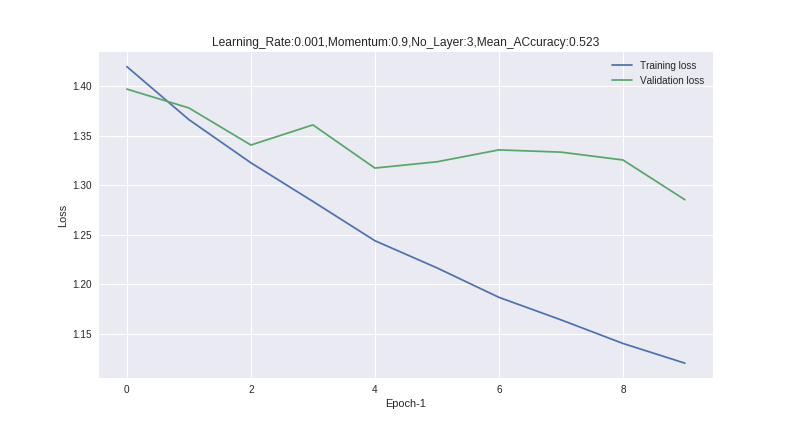 Learning_Rate:0.001,Momentum:0.9,No_Layer:3,Mean_ACcuracy:0.523
Training loss
Validation loss
1.40
1.35
1.30
1.25
1.20
1.15
Loss
0 2 4 6 8
Epoch-1